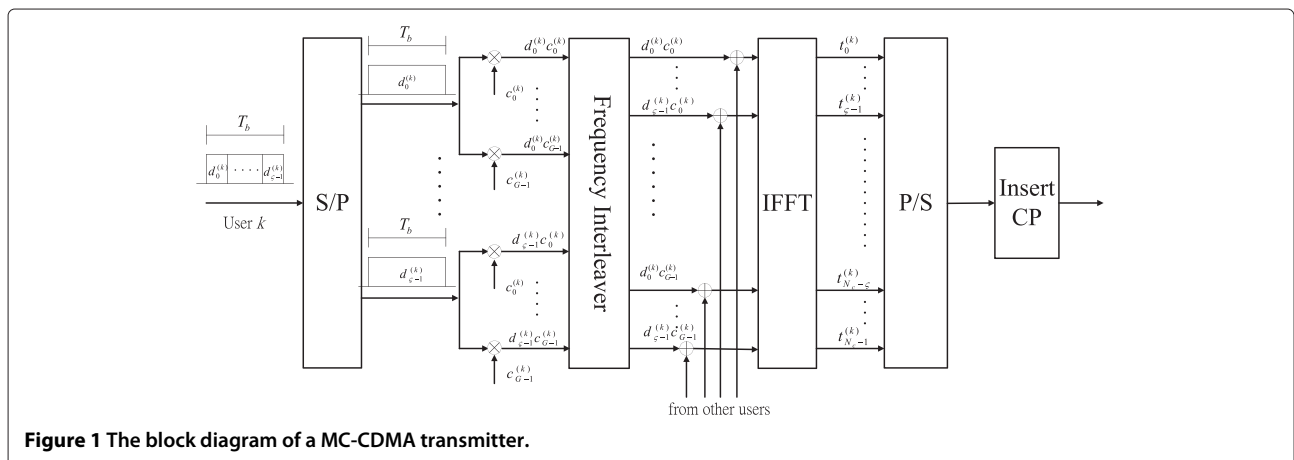 T_b
d_0^{(k)}
T_b
d_0^{(k)} · · · · d_{ς-1}^{(k)}
User k
S/P
T_b
d_{ς-1}^{(k)}
d_0^{(k)} c_0^{(k)}
c_0^{(k)}
d_0^{(k)} c_{G-1}^{(k)}
c_{G-1}^{(k)}
d_{ς-1}^{(k)} c_0^{(k)}
c_0^{(k)}
d_{ς-1}^{(k)} c_{G-1}^{(k)}
c_{G-1}^{(k)}
Frequency Interleaver
d_0^{(k)} c_0^{(k)}
d_{ς-1}^{(k)} c_0^{(k)}
d_0^{(k)} c_{G-1}^{(k)}
d_{ς-1}^{(k)} c_{G-1}^{(k)}
from other users
IFFT
t_0^{(k)}
t_{ς-1}^{(k)}
t_{N_c-ς}^{(k)}
t_{N_c-1}^{(k)}
P/S
Insert
CP
Figure 1 The block diagram of a MC-CDMA transmitter.